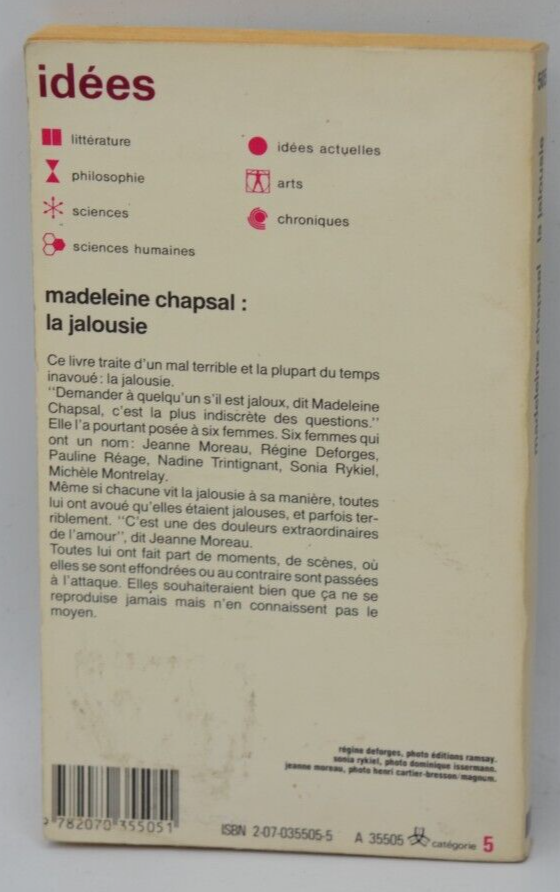 idées
littérature
philosophie
sciences
sciences humaines
idées actuelles
arts
chroniques
madeleine chapsal :
la jalousie
Ce livre traite d'un mal terrible et la plupart du temps
inavoué : la jalousie.
"Demander à quelqu'un s'il est jaloux, dit Madeleine
Chapsal, c'est la plus indiscrète des questions."
Elle l'a pourtant posée à six femmes. Six femmes qui
ont un nom : Jeanne Moreau, Régine Deforges,
Pauline Réage, Nadine Trintignant, Sonia Rykiel,
Michèle Montrelay.
Même si chacune vit la jalousie à sa manière, toutes
lui ont avoué qu'elles étaient jalouses, et parfois ter-
riblement. "C'est une des douleurs extraordinaires
de l'amour", dit Jeanne Moreau.
Toutes lui ont fait part de moments, de scènes, où
elles se sont effondrées ou au contraire sont passées
à l'attaque. Elles souhaiteraient bien que ça ne se
reproduise jamais mais n'en connaissent pas le
moyen.
régine deforges, photo éditions ramsay.
sonia rykiel, photo dominique issermann.
jeanne moreau, photo henri cartier-bresson/magnum.
9 782070 355051
ISBN 2-07-035505-5
A 35505
catégorie 5
madeleine chapsal la jalousie